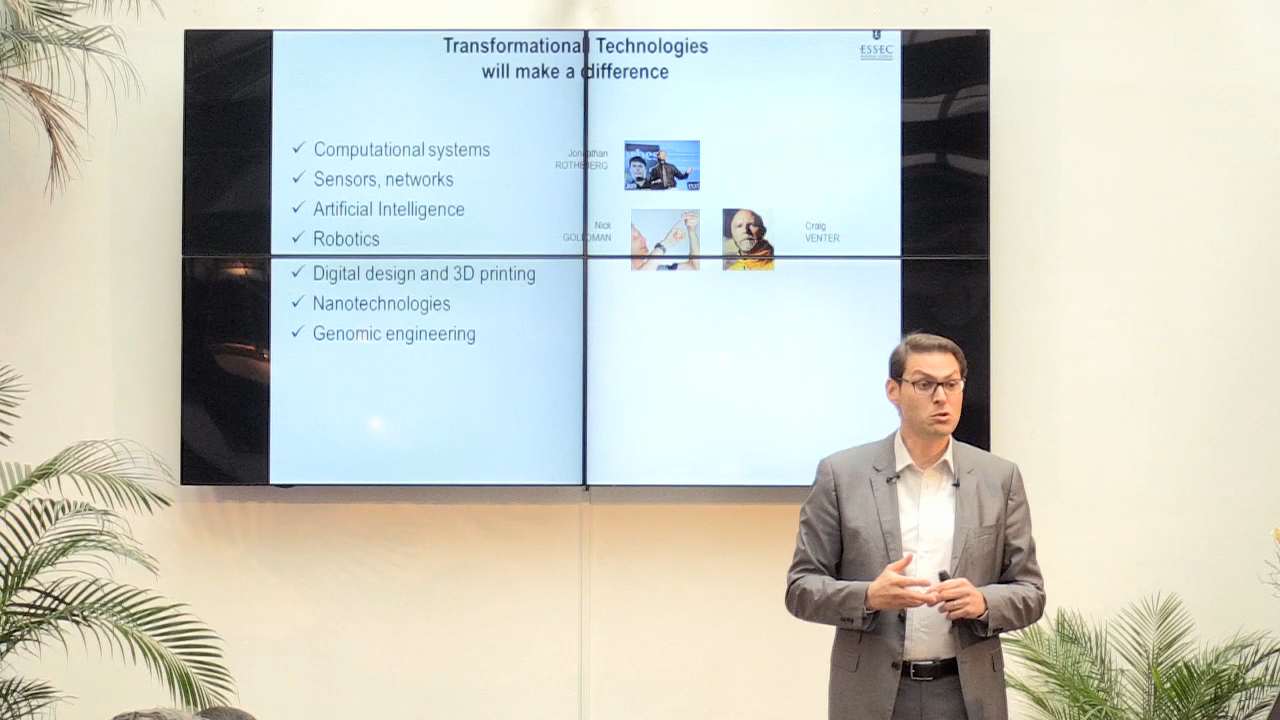 Transformational Technologies
will make a difference
ESSEC
✓ Computational systems
✓ Sensors, networks
✓ Artificial Intelligence
✓ Robotics
✓ Digital design and 3D printing
✓ Nanotechnologies
✓ Genomic engineering
Jonathan
ROTHBERG
Nick
GOLDMAN
Craig
VENTER